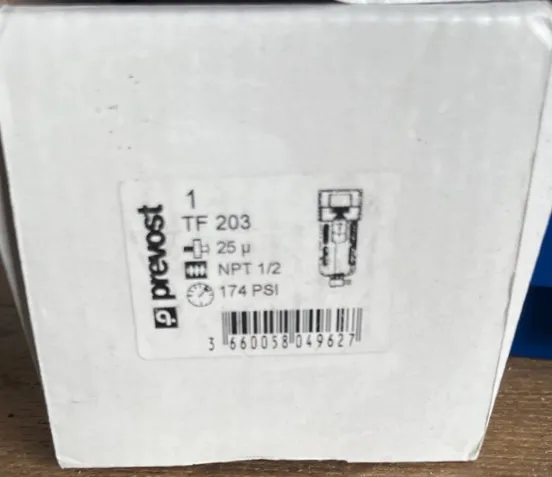 prevost
1
TF 203
25 µ
NPT 1/2
174 PSI
3 660058 049627